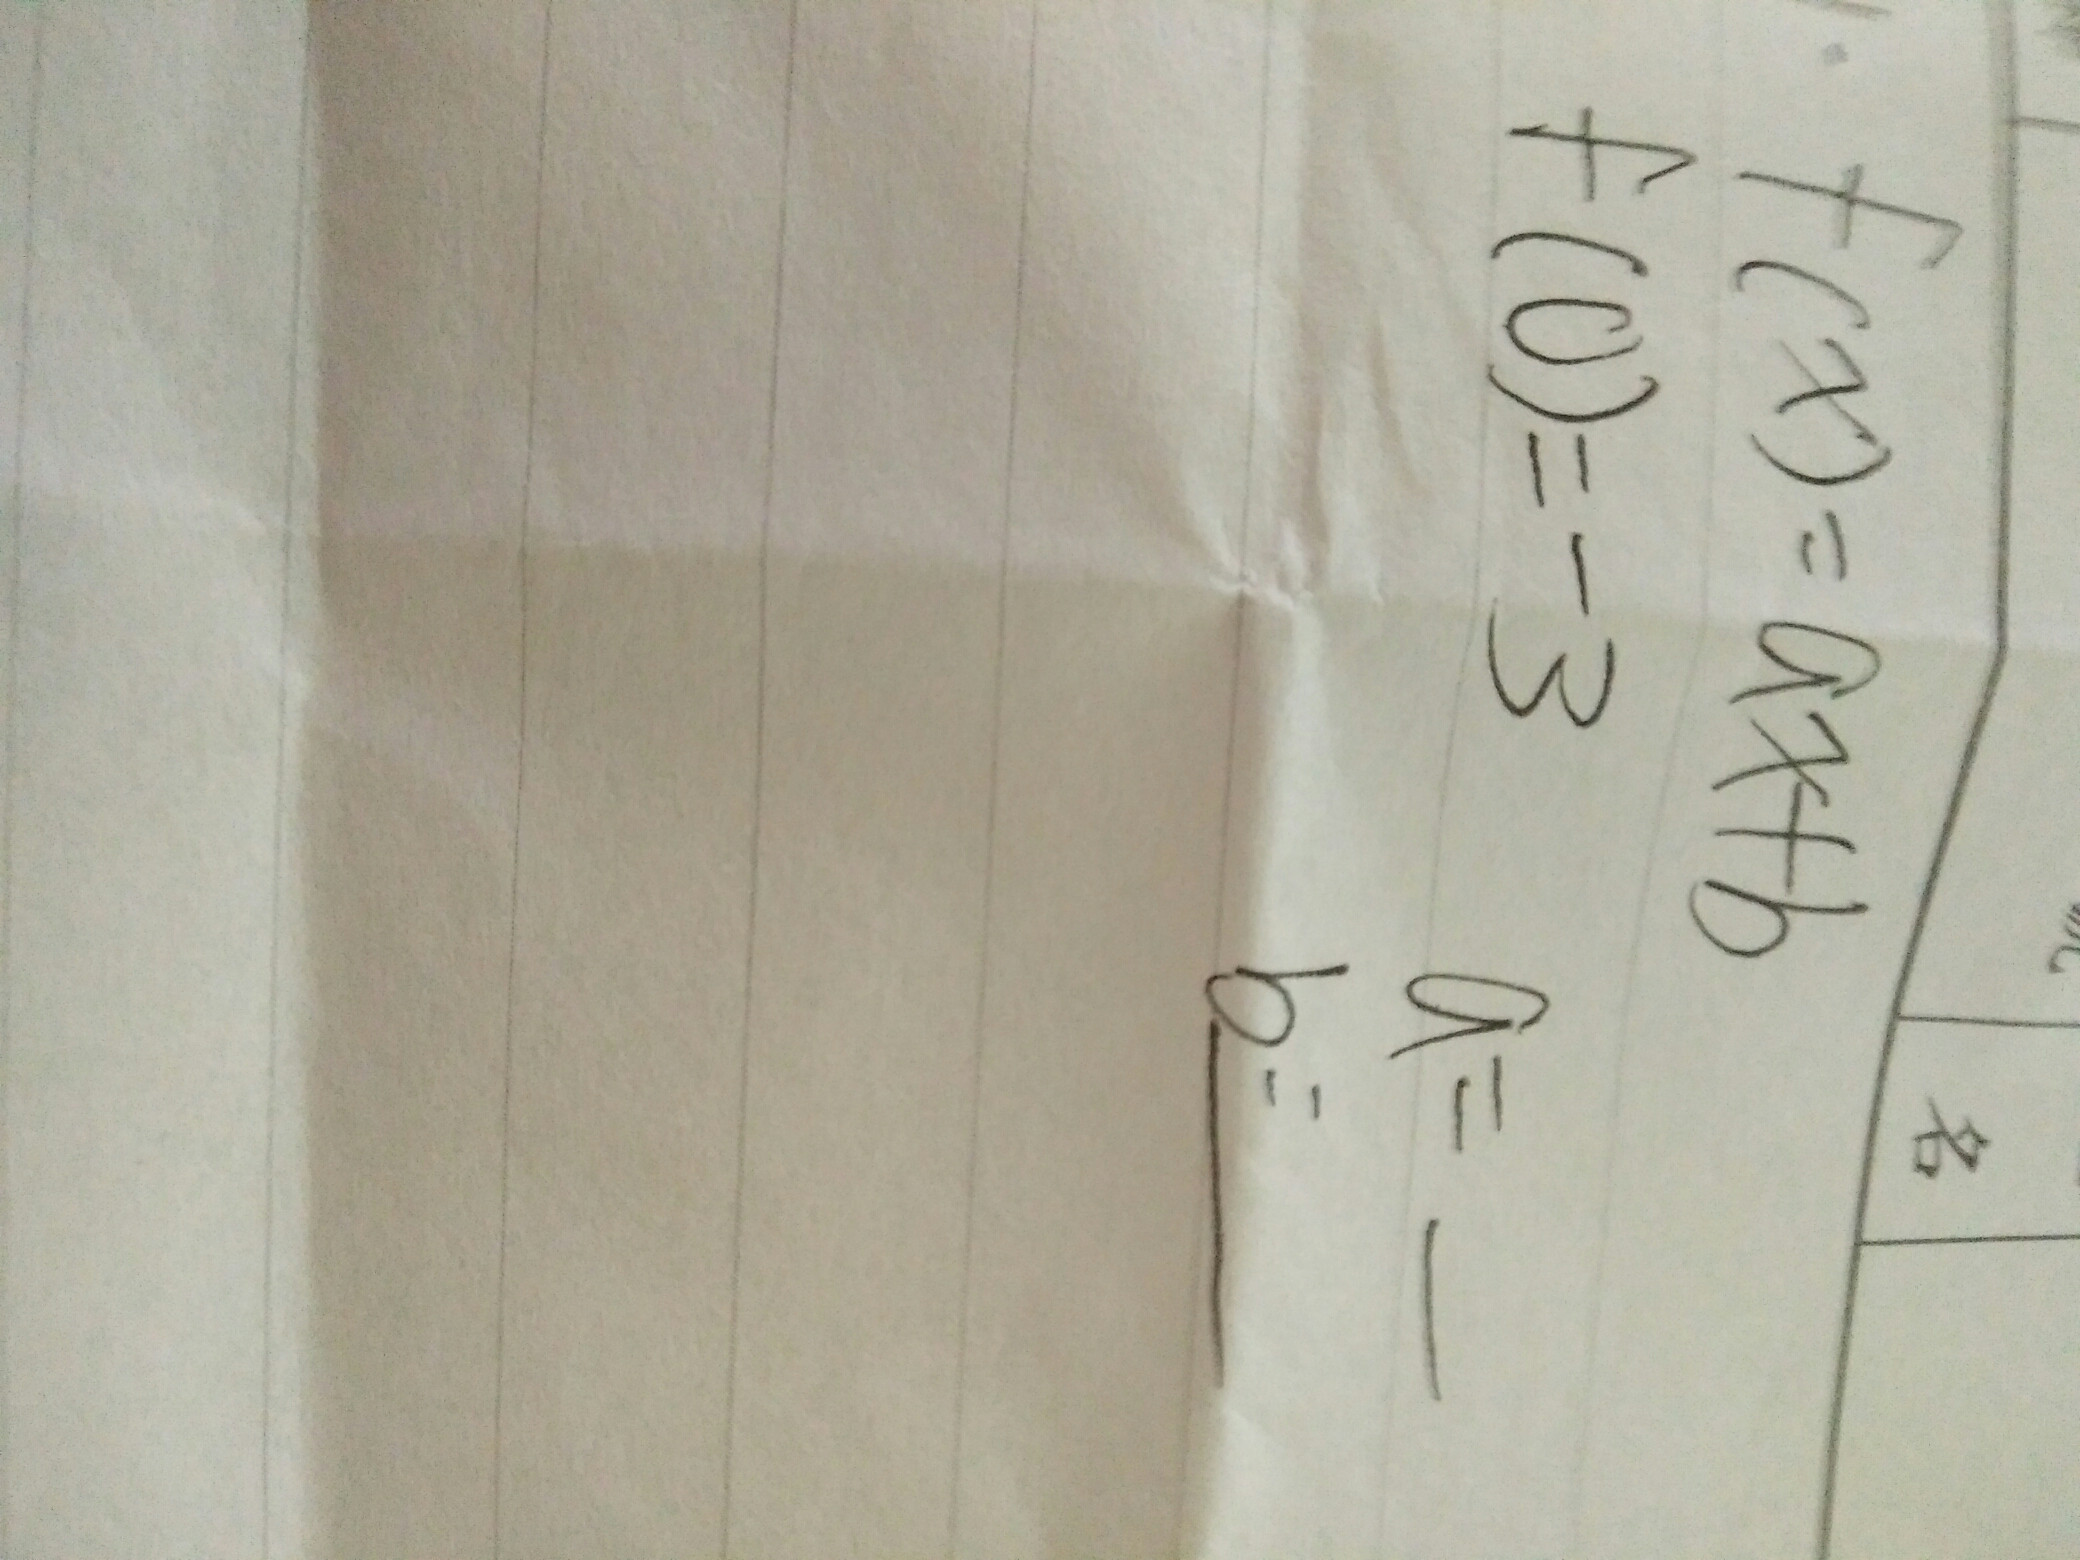 f(x)=ax+b
f(0)=-3
a=
b=
名